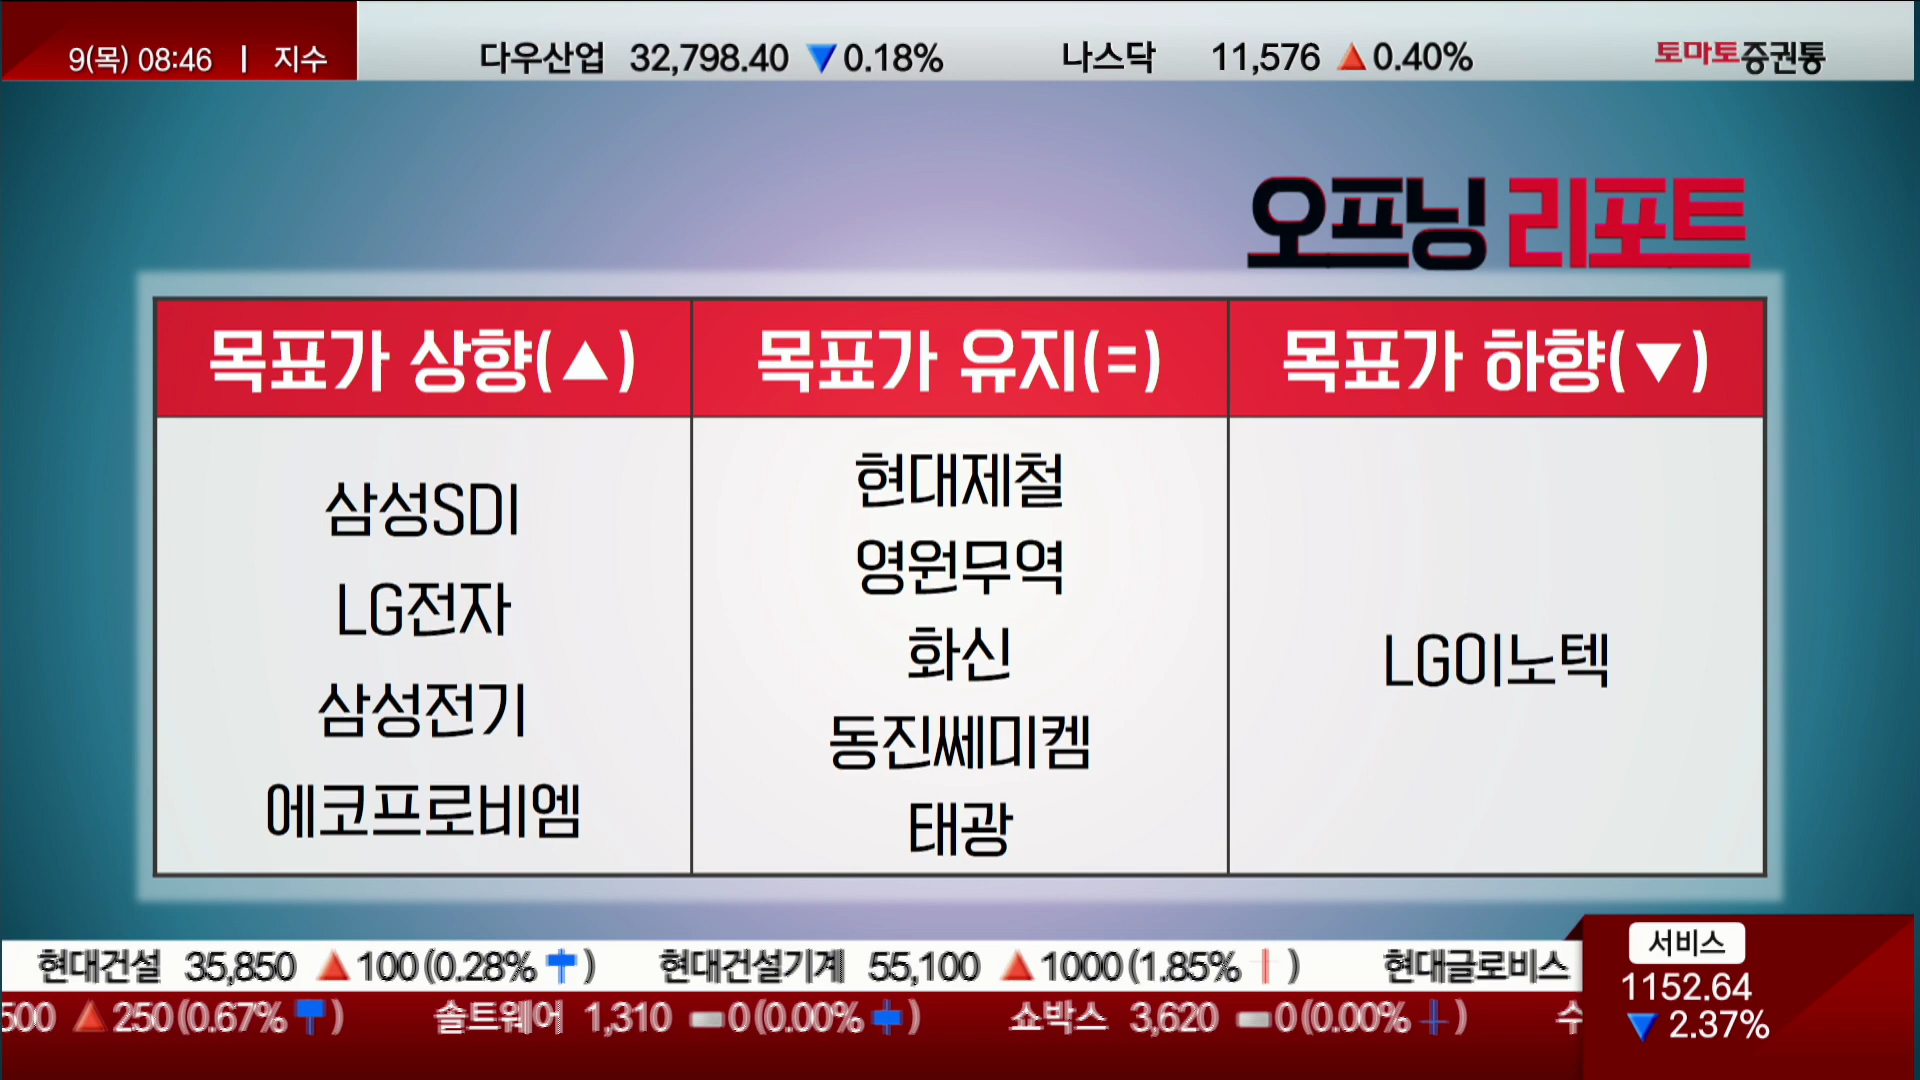 9(목) 08:46 | 지수 다우산업 32,798.40 ▼0.18% 나스닥 11,576 ▲0.40% 토마토증권통
오프닝 리포트
목표가 상향(▲) 목표가 유지(=) 목표가 하향(▼)
삼성SDI
LG전자
삼성전기
에코프로비엠
현대제철
영원무역
화신
동진쎄미켐
태광
LG이노텍
현대건설 35,850 ▲100(0.28% ) 현대건설기계 55,100 ▲1000(1.85% ) 현대글로비스
500 ▲250(0.67% ) 솔트웨어 1,310 0(0.00% ) 쇼박스 3,620 0(0.00% ) 수
서비스
1152.64
▼2.37%